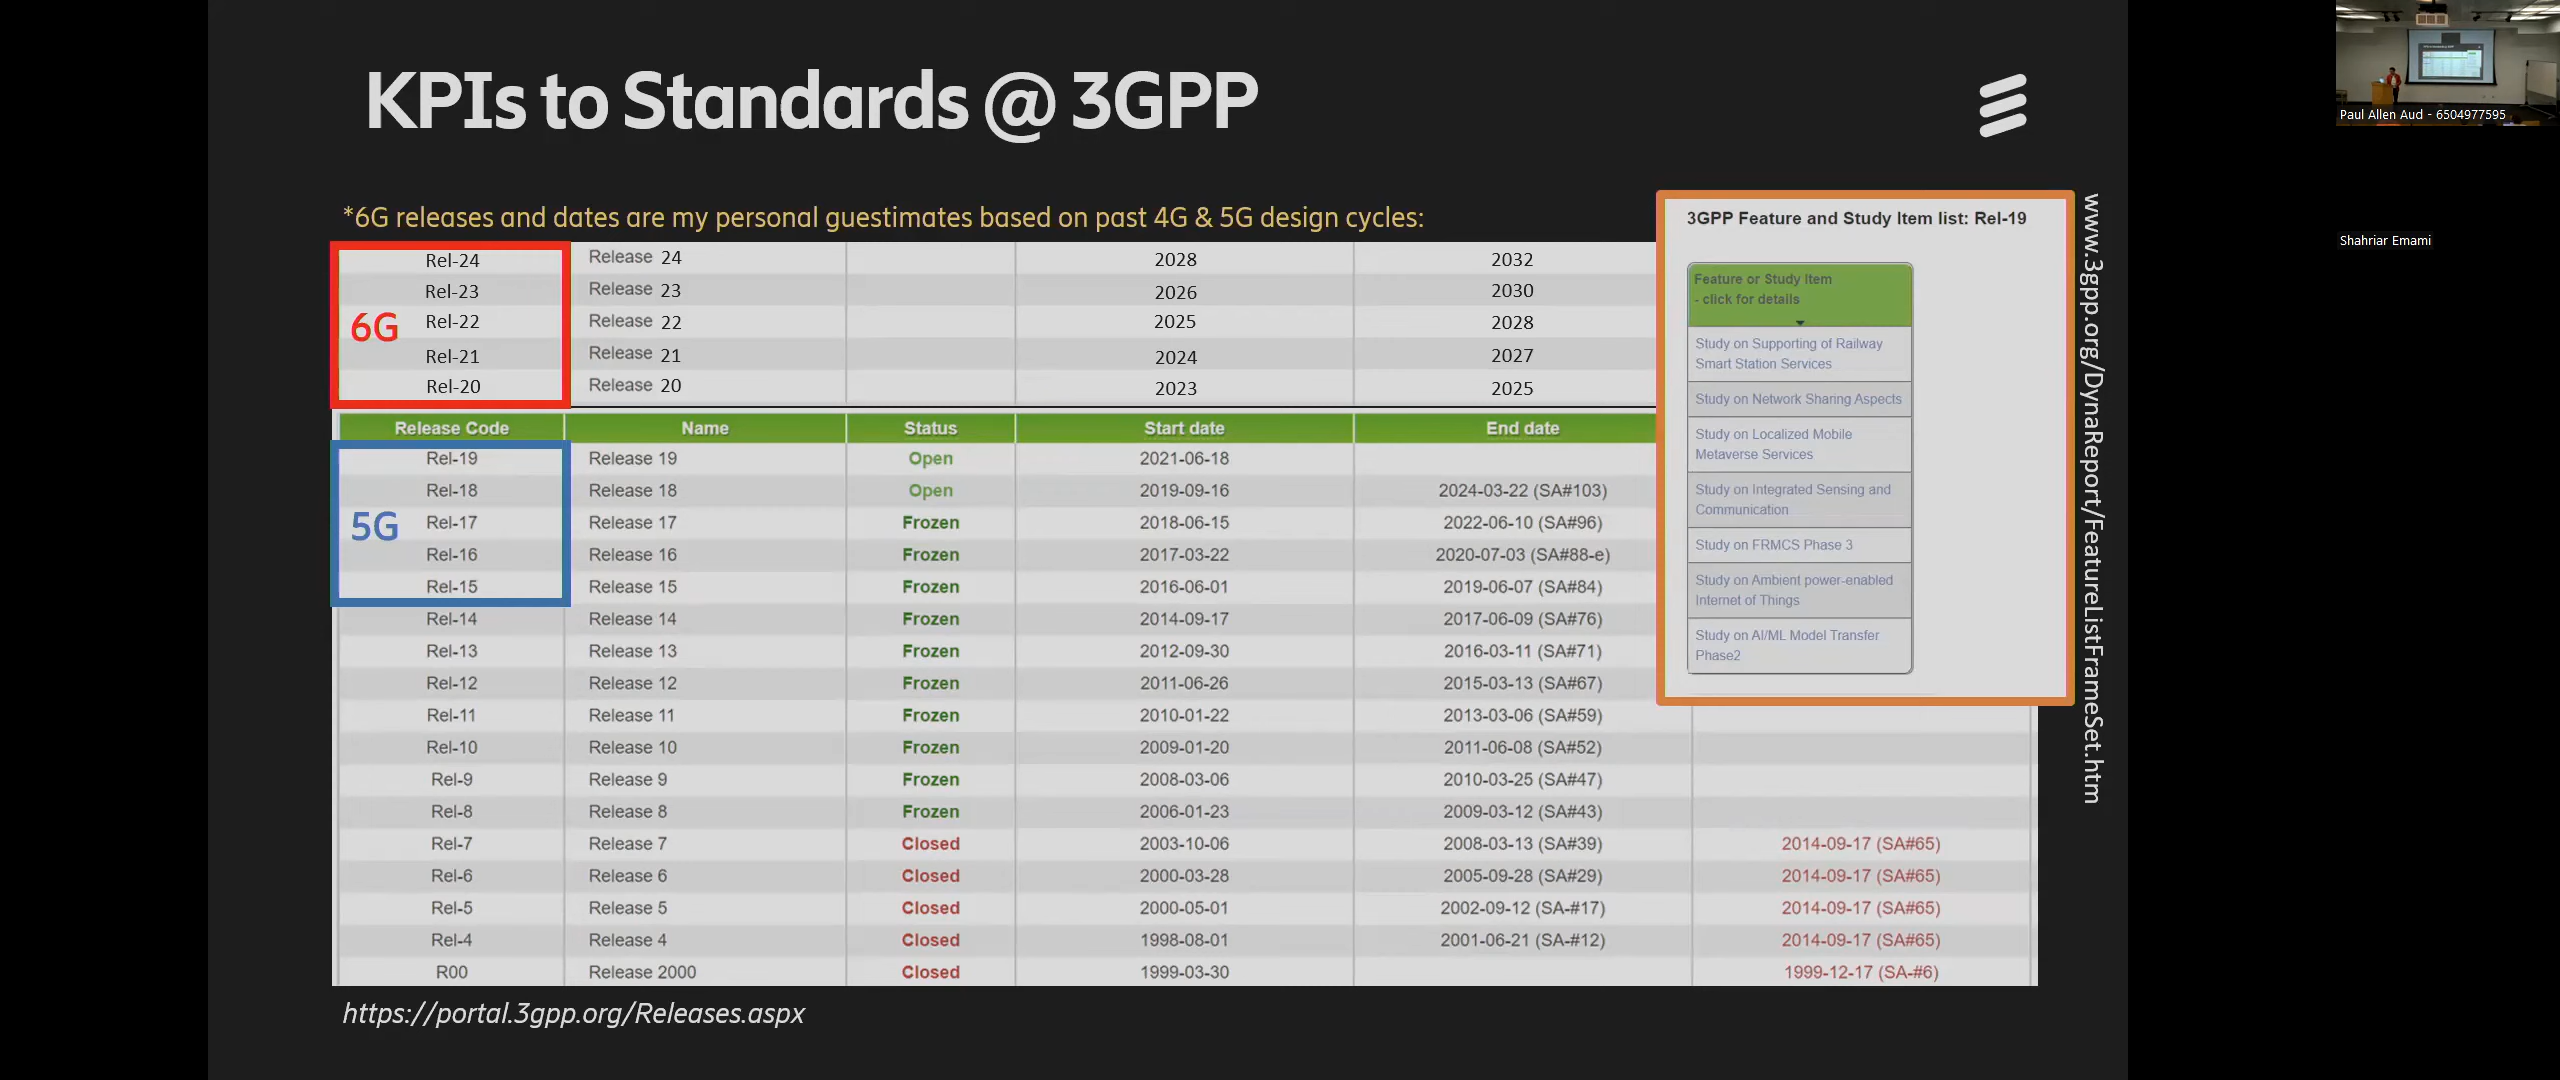 KPIs to Standards @ 3GPP
*6G releases and dates are my personal guestimates based on past 4G & 5G design cycles:
6G
Rel-24 Release 24 2028 2032
Rel-23 Release 23 2026 2030
Rel-22 Release 22 2025 2028
Rel-21 Release 21 2024 2027
Rel-20 Release 20 2023 2025
Release Code Name Status Start date End date
5G
Rel-19 Release 19 Open 2021-06-18
Rel-18 Release 18 Open 2019-09-16 2024-03-22 (SA#103)
Rel-17 Release 17 Frozen 2018-06-15 2022-06-10 (SA#96)
Rel-16 Release 16 Frozen 2017-03-22 2020-07-03 (SA#88-e)
Rel-15 Release 15 Frozen 2016-06-01 2019-06-07 (SA#84)
Rel-14 Release 14 Frozen 2014-09-17 2017-06-09 (SA#76)
Rel-13 Release 13 Frozen 2012-09-30 2016-03-11 (SA#71)
Rel-12 Release 12 Frozen 2011-06-26 2015-03-13 (SA#67)
Rel-11 Release 11 Frozen 2010-01-22 2013-03-06 (SA#59)
Rel-10 Release 10 Frozen 2009-01-20 2011-06-08 (SA#52)
Rel-9 Release 9 Frozen 2008-03-06 2010-03-25 (SA#47)
Rel-8 Release 8 Frozen 2006-01-23 2009-03-12 (SA#43)
Rel-7 Release 7 Closed 2003-10-06 2008-03-13 (SA#39) 2014-09-17 (SA#65)
Rel-6 Release 6 Closed 2000-03-28 2005-09-28 (SA#29) 2014-09-17 (SA#65)
Rel-5 Release 5 Closed 2000-05-01 2002-09-12 (SA-#17) 2014-09-17 (SA#65)
Rel-4 Release 4 Closed 1998-08-01 2001-06-21 (SA-#12) 2014-09-17 (SA#65)
R00 Release 2000 Closed 1999-03-30 1999-12-17 (SA-#6)
https://portal.3gpp.org/Releases.aspx
3GPP Feature and Study Item list: Rel-19
Feature or Study Item
- click for details
Study on Supporting of Railway
Smart Station Services
Study on Network Sharing Aspects
Study on Localized Mobile
Metaverse Services
Study on Integrated Sensing and
Communication
Study on FRMCS Phase 3
Study on Ambient power-enabled
Internet of Things
Study on AI/ML Model Transfer
Phase2
www.3gpp.org/DynaReport/FeatureListFrameSet.htm
Paul Allen Aud - 6504977595
Shahriar Emami